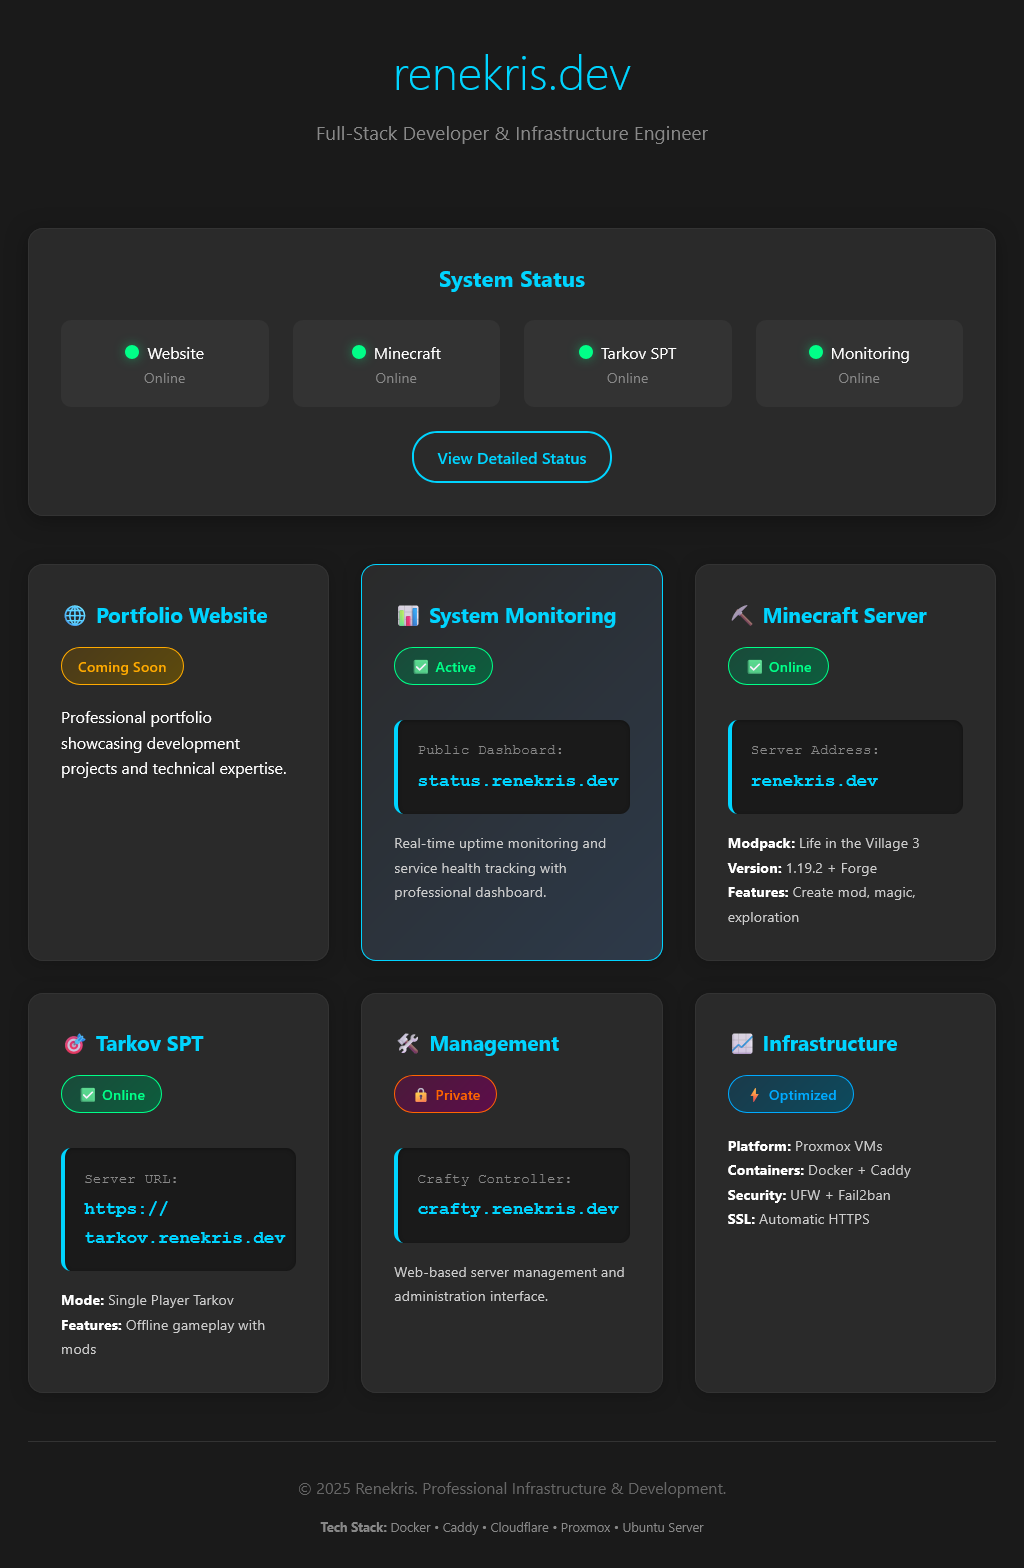 renekris.dev
Full-Stack Developer & Infrastructure Engineer
System Status
Website
Online
Minecraft
Online
Tarkov SPT
Online
Monitoring
Online
View Detailed Status
Portfolio Website
Coming Soon
Professional portfolio
showcasing development
projects and technical expertise.
System Monitoring
Active
Public Dashboard:
status.renekris.dev
Real-time uptime monitoring and
service health tracking with
professional dashboard.
Minecraft Server
Online
Server Address:
renekris.dev
Modpack: Life in the Village 3
Version: 1.19.2 + Forge
Features: Create mod, magic,
exploration
Tarkov SPT
Online
Server URL:
https://
tarkov.renekris.dev
Mode: Single Player Tarkov
Features: Offline gameplay with
mods
Management
Private
Crafty Controller:
crafty.renekris.dev
Web-based server management and
administration interface.
Infrastructure
Optimized
Platform: Proxmox VMs
Containers: Docker + Caddy
Security: UFW + Fail2ban
SSL: Automatic HTTPS
© 2025 Renekris. Professional Infrastructure & Development.
Tech Stack: Docker • Caddy • Cloudflare • Proxmox • Ubuntu Server